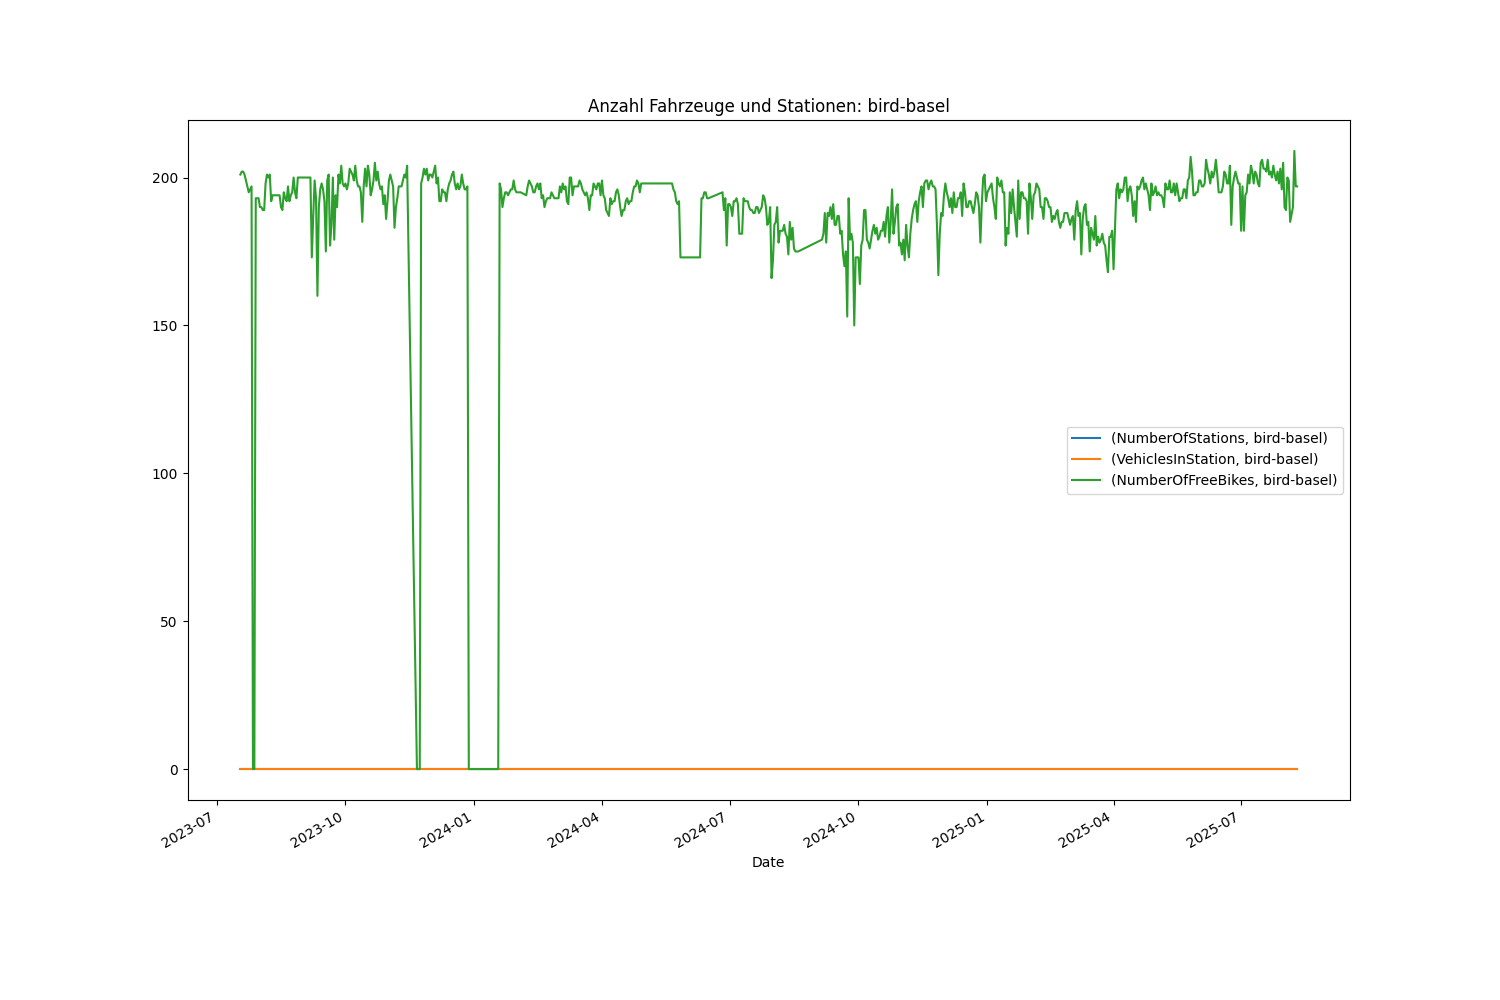 Anzahl Fahrzeuge und Stationen: bird-basel
200
150
100
50
0
(NumberOfStations, bird-basel)
(VehiclesInStation, bird-basel)
(NumberOfFreeBikes, bird-basel)
2023-07
2023-10
2024-01
2024-04
2024-07
2024-10
2025-01
2025-04
2025-07
Date